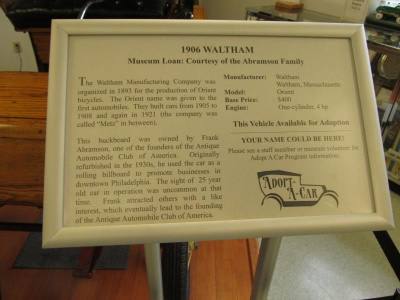 1906 WALTHAM
Museum Loan: Courtesy of the Abramson Family
The Waltham Manufacturing Company was
organized in 1893 for the production of Orient
bicycles. The Orient name was given to the
first automobiles. They built cars from 1905 to
1908 and again in 1921 (the company was
called "Metz" in between).
This buckboard was owned by Frank
Abramson, one of the founders of the Antique
Automobile Club of America. Originally
refurbished in the 1930s, he used the car as a
rolling billboard to promote businesses in
downtown Philadelphia. The sight of 25 year
old car in operation was uncommon at that
time. Frank attracted others with a like
interest, which eventually lead to the founding
of the Antique Automobile Club of America.
Manufacturer: Waltham
Waltham, Massachusetts
Model: Orient
Base Price: $400
Engine: One-cylinder, 4 hp
This Vehicle Available for Adoption
YOUR NAME COULD BE HERE!
Please see a staff member or museum volunteer for
Adopt A Car Program information.
ADOPT-
A-CAR